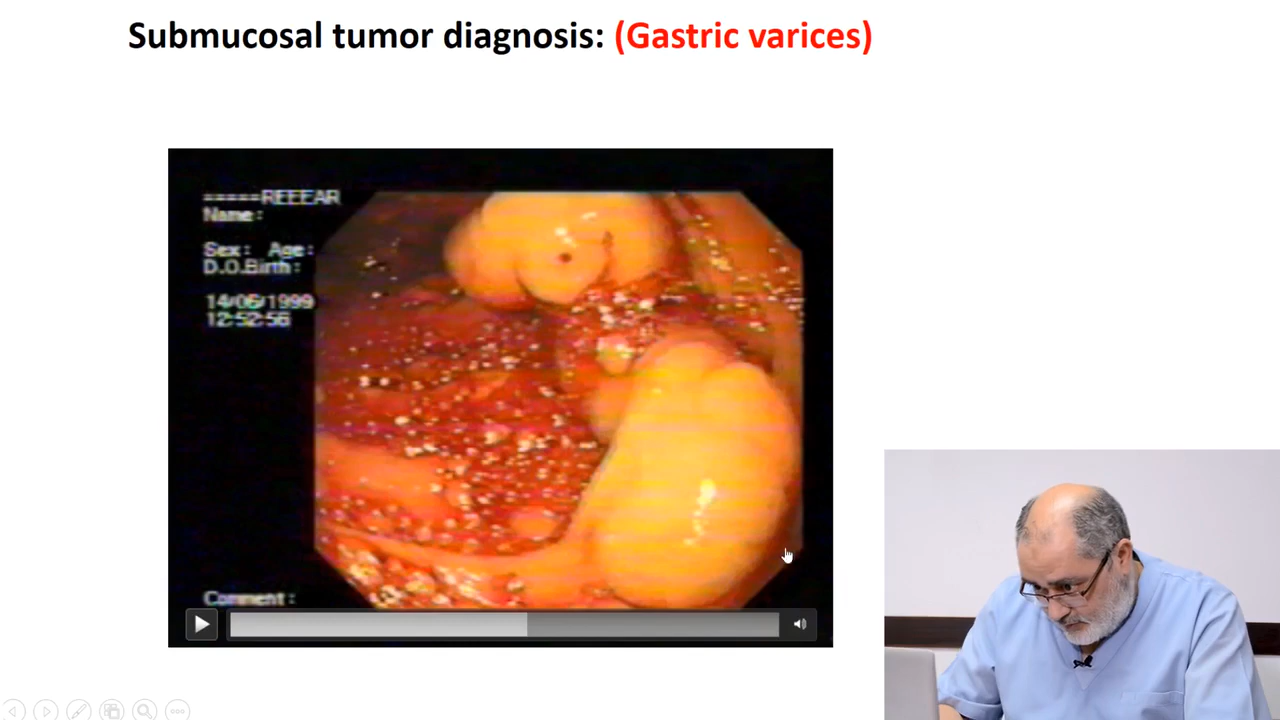 Submucosal tumor diagnosis: (Gastric varices)
=====REEEAR
Name:
Sex: Age:
D.O.Birth:
14/06/1999
12:52:56
Comment: